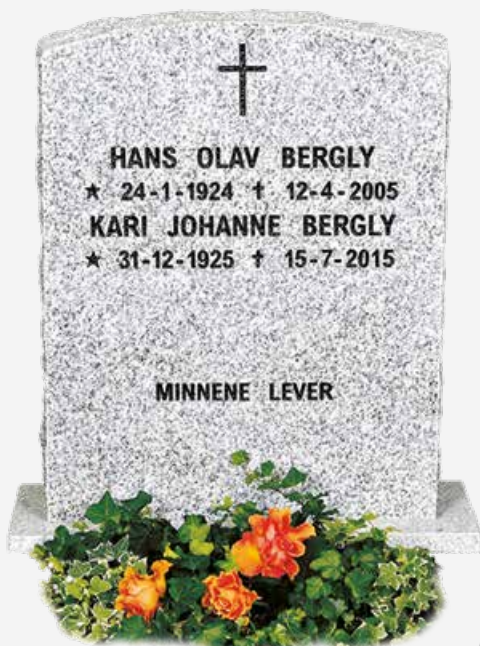 HANS OLAV BERGLY
★ 24-1-1924 † 12-4-2005
KARI JOHANNE BERGLY
★ 31-12-1925 † 15-7-2015
MINNENE LEVER